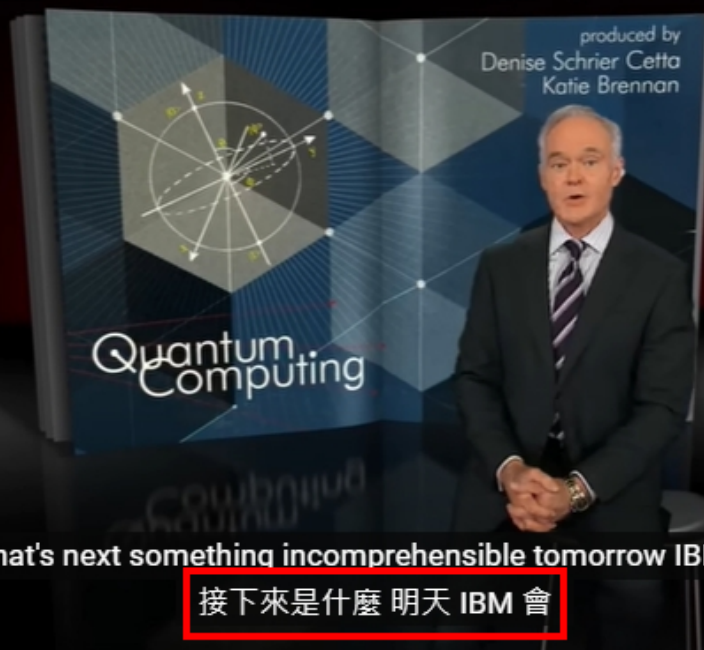 produced by
Denise Schrier Cetta
Katie Brennan
Quantum
Computing
hat's next something incomprehensible tomorrow IB
接下來是什麼 明天 IBM 會